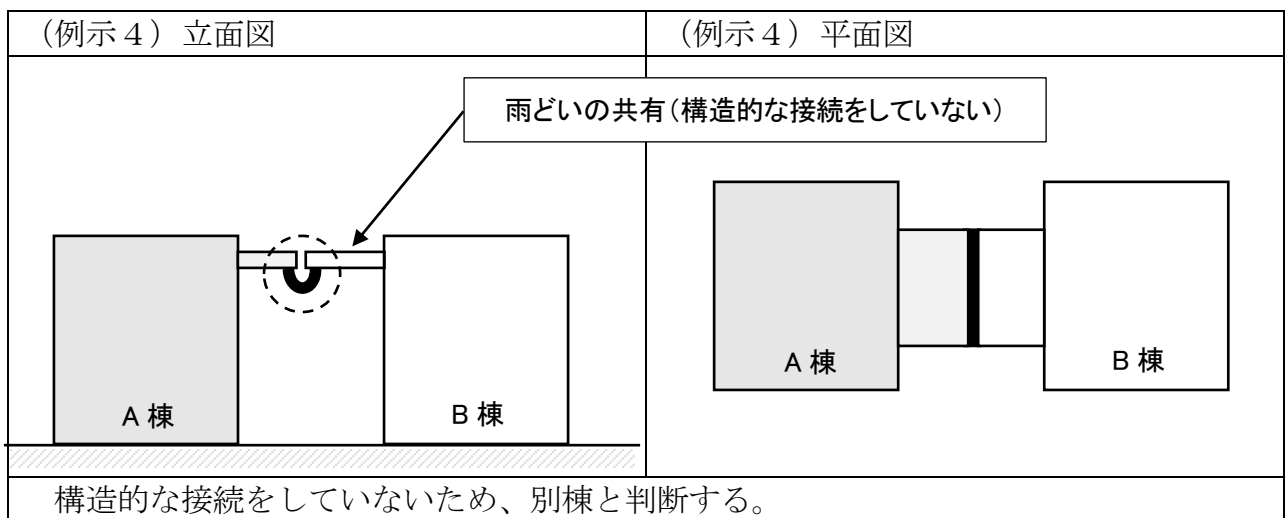 （例示４）立面図
（例示４）平面図
雨どいの共有（構造的な接続をしていない）
A 棟
B 棟
A 棟
B 棟
構造的な接続をしていないため、別棟と判断する。